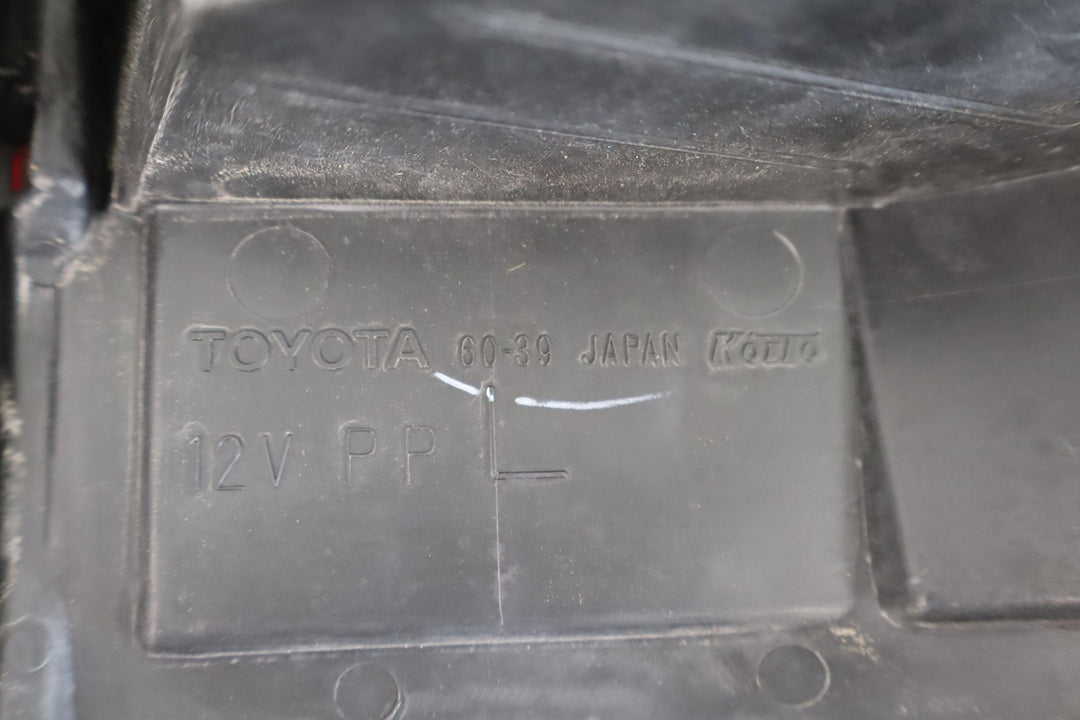 TOYOTA 60-39 JAPAN KOITO
12V PP L